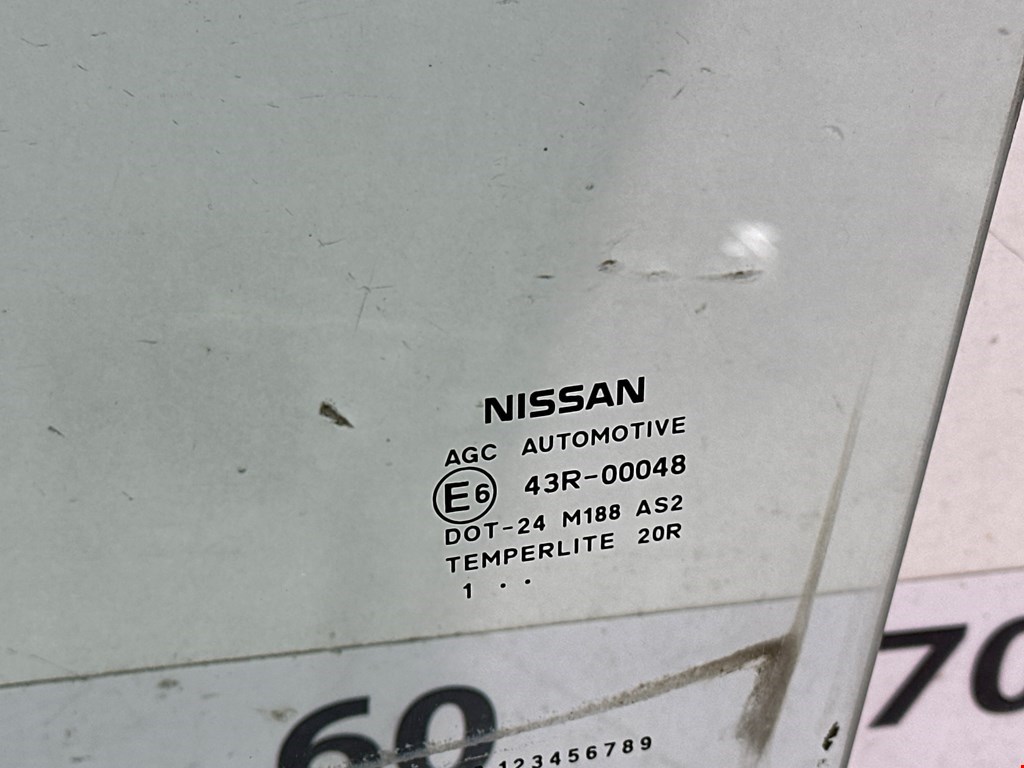 NISSAN
AGC AUTOMOTIVE
E6 43R-00048
DOT-24 M188 AS2
TEMPERLITE 20R
1 . .
60
70
123456789